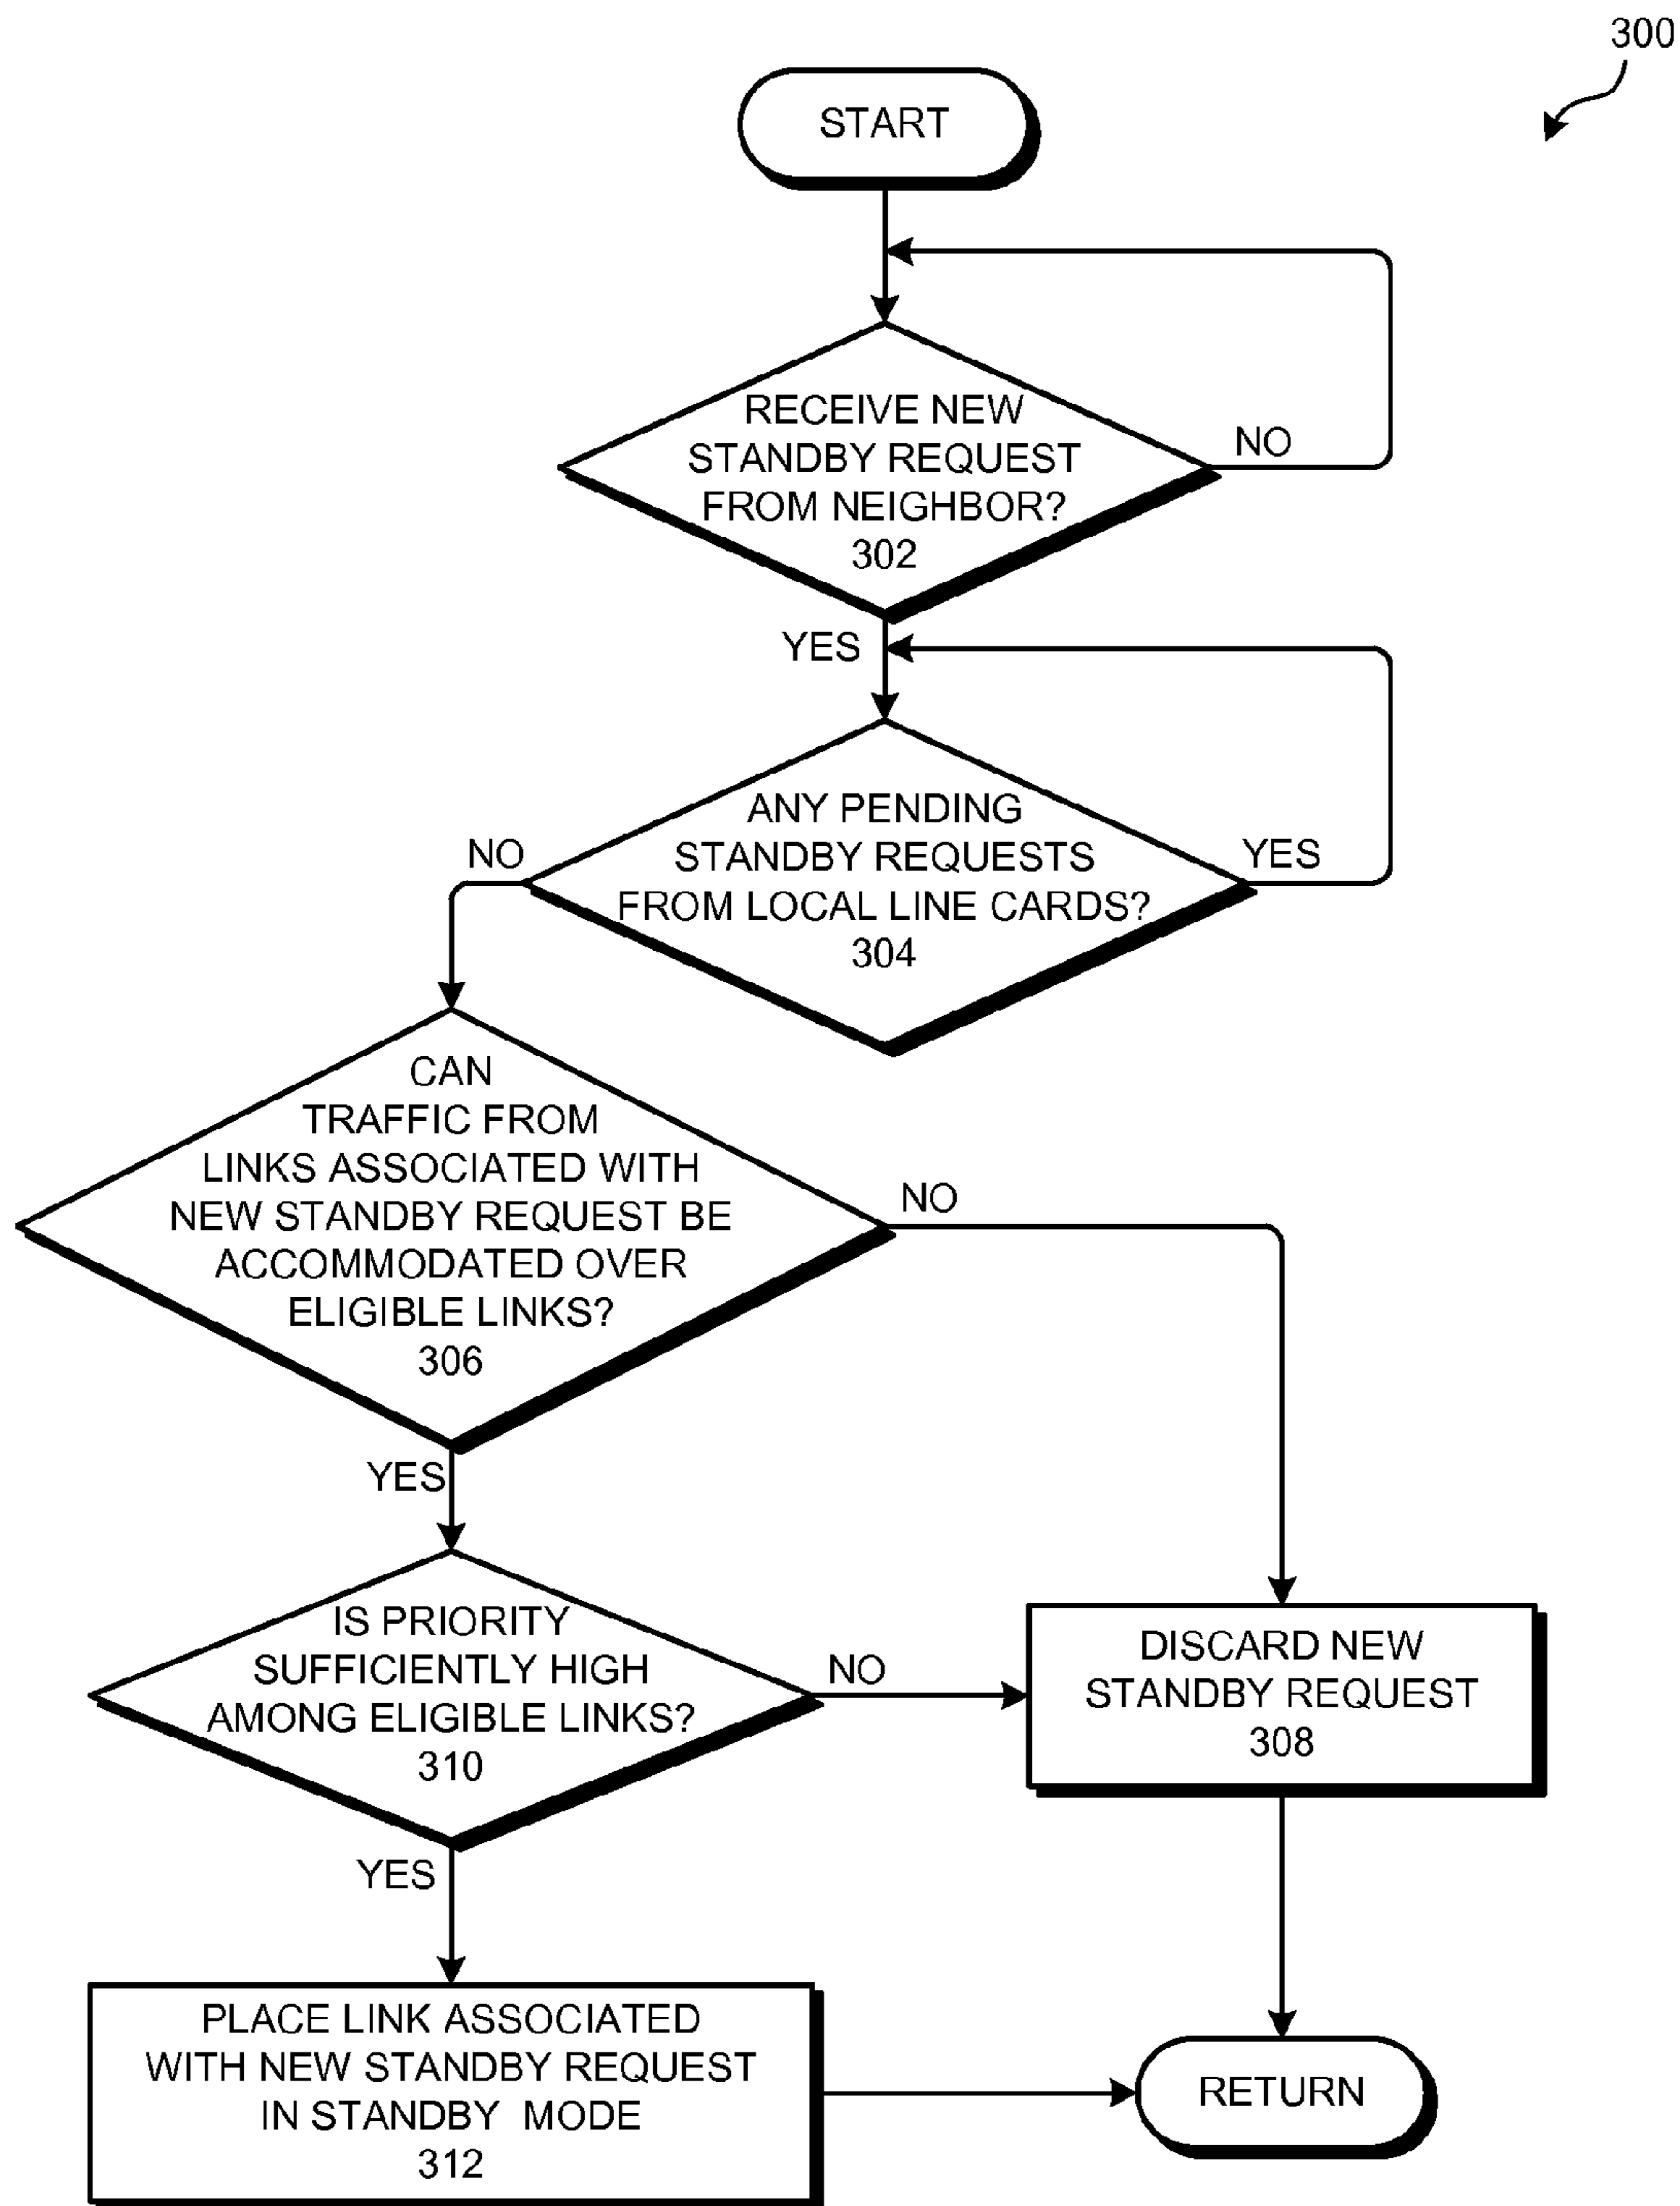 300
START
RECEIVE NEW
STANDBY REQUEST
FROM NEIGHBOR?
302
NO
YES
ANY PENDING
STANDBY REQUESTS
FROM LOCAL LINE CARDS?
304
NO
YES
CAN
TRAFFIC FROM
LINKS ASSOCIATED WITH
NEW STANDBY REQUEST BE
ACCOMMODATED OVER
ELIGIBLE LINKS?
306
NO
YES
IS PRIORITY
SUFFICIENTLY HIGH
AMONG ELIGIBLE LINKS?
310
NO
DISCARD NEW
STANDBY REQUEST
308
YES
PLACE LINK ASSOCIATED
WITH NEW STANDBY REQUEST
IN STANDBY MODE
312
RETURN